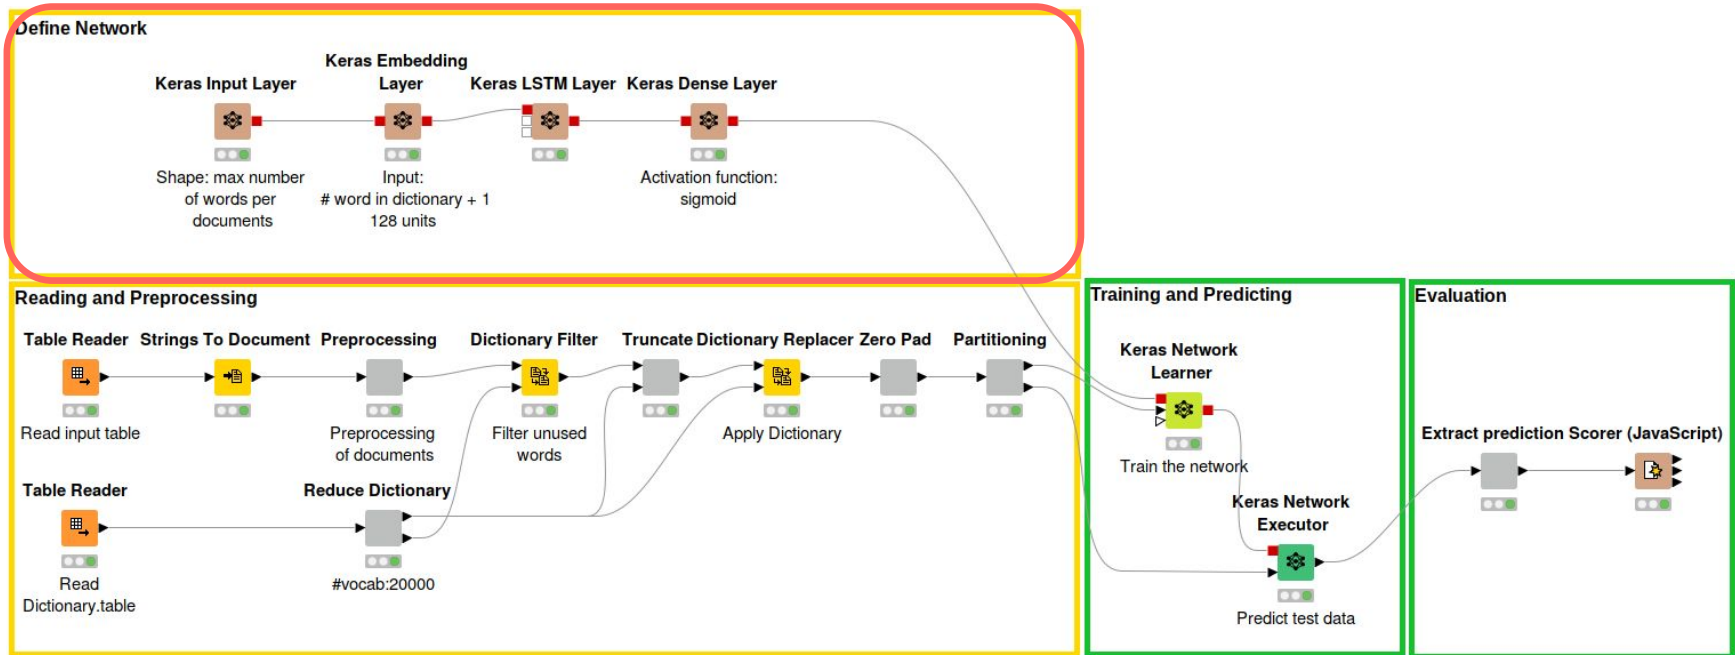 Define Network
Keras Embedding
Keras Input Layer
Layer
Keras LSTM Layer
Keras Dense Layer
Shape: max number
of words per
documents
Input:
# word in dictionary + 1
128 units
Activation function:
sigmoid
Reading and Preprocessing
Table Reader
Strings To Document
Preprocessing
Dictionary Filter
Truncate
Dictionary Replacer
Zero Pad
Partitioning
Read input table
Preprocessing
of documents
Filter unused
words
Apply Dictionary
Table Reader
Reduce Dictionary
Read
Dictionary.table
#vocab:20000
Training and Predicting
Keras Network
Learner
Train the network
Keras Network
Executor
Predict test data
Evaluation
Extract prediction
Scorer (JavaScript)